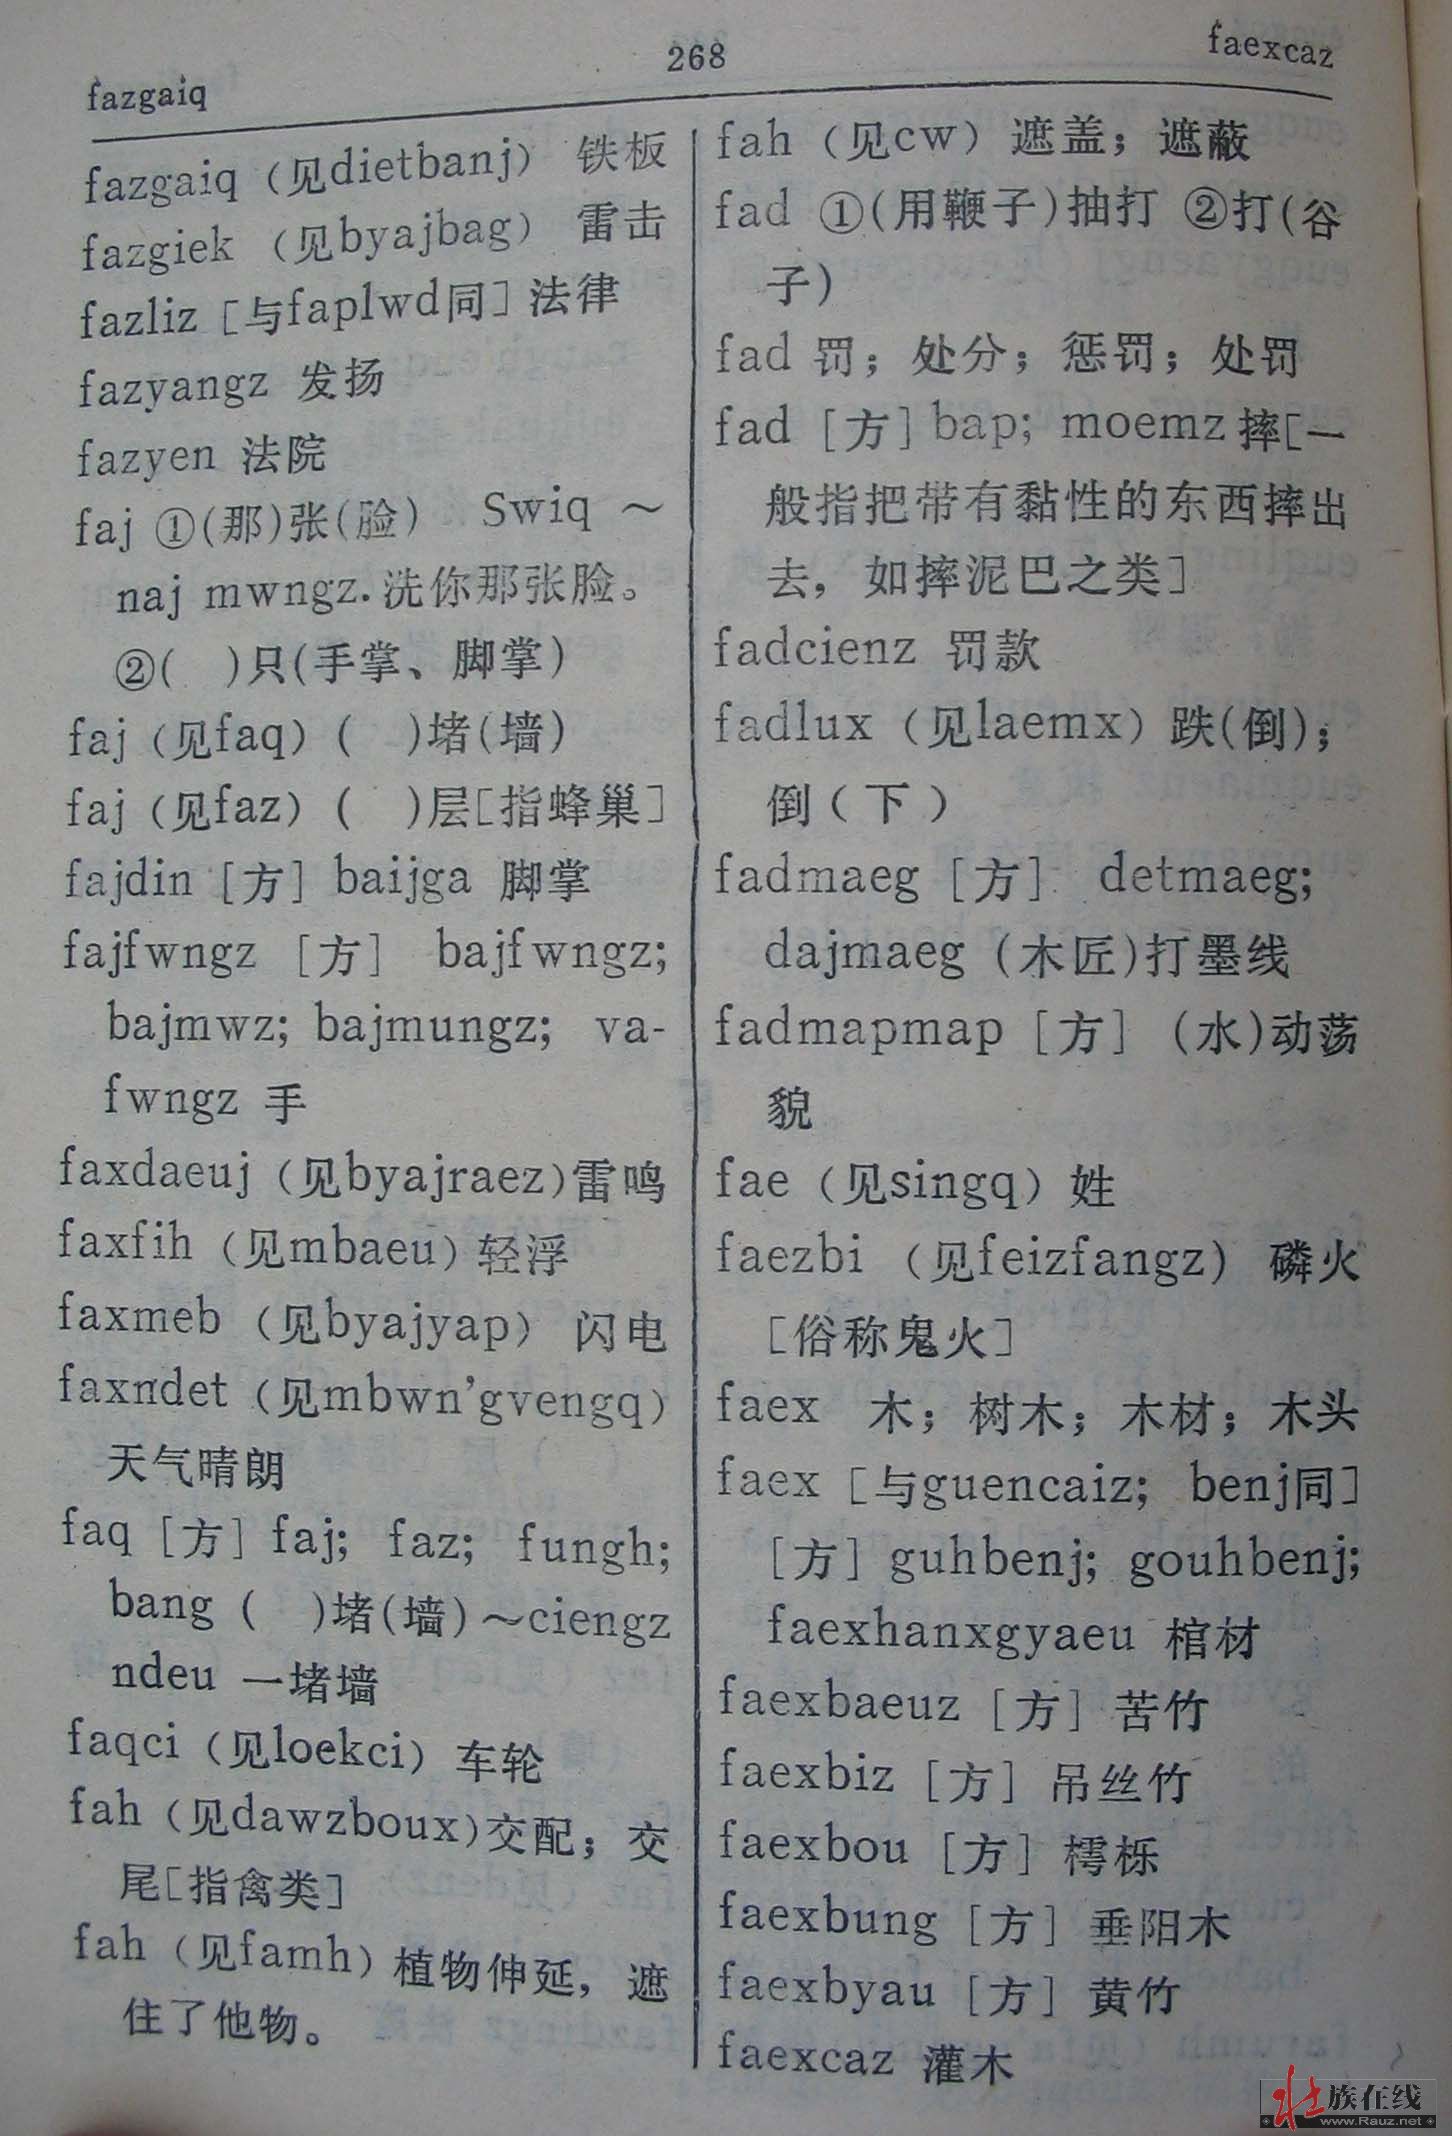 fazgaiq
268
faexcaz
fazgaiq (见dietbanj) 铁板
fazgiek (见byajbag) 雷击
fazliz [与faplwd同] 法律
fazyangz 发扬
fazyen 法院
faj ①(那)张(脸) Swiq ～
naj mwngz.洗你那张脸。
②( )只(手掌、脚掌)
faj (见faq) ( )堵(墙)
faj (见faz) ( )层[指蜂巢]
fajdin [方] baijga 脚掌
fajfwngz [方] bajfwngz;
bajmwz; bajmungz; va-
fwngz 手
faxdaeuj (见byajraez)雷鸣
faxfih (见mbaeu) 轻浮
faxmeb (见byajyap) 闪电
faxndet (见mbwn'gvengq)
天气晴朗
faq [方] faj; faz; fungh;
bang ( )堵(墙) ～ciengz
ndeu 一堵墙
faqci (见loekci) 车轮
fah (见dawzboux)交配；交
尾[指禽类]
fah (见famh) 植物伸延，遮
住了他物。
fah (见cw) 遮盖；遮蔽
fad ①(用鞭子)抽打 ②打(谷
子)
fad 罚；处分；惩罚；处罚
fad [方] bap; moemz 摔[一
般指把带有黏性的东西摔出
去，如摔泥巴之类]
fadcienz 罚款
fadlux (见laemx) 跌(倒)；
倒(下)
fadmaeg [方] detmaeg;
dajmaeg (木匠)打墨线
fadmapmap [方] (水)动荡
貌
fae (见singq) 姓
faezbi (见feizfangz) 磷火
[俗称鬼火]
faex 木；树木；木材；木头
faex [与guencaiz; benj同]
[方] guhbenj; gouhbenj;
faexhanxgyaeu 棺材
faexbaeuz [方] 苦竹
faexbiz [方] 吊丝竹
faexbou [方] 樗栎
faexbung [方] 垂阳木
faexbyau [方] 黄竹
faexcaz 灌木
壮族在线
www.Rauz.net